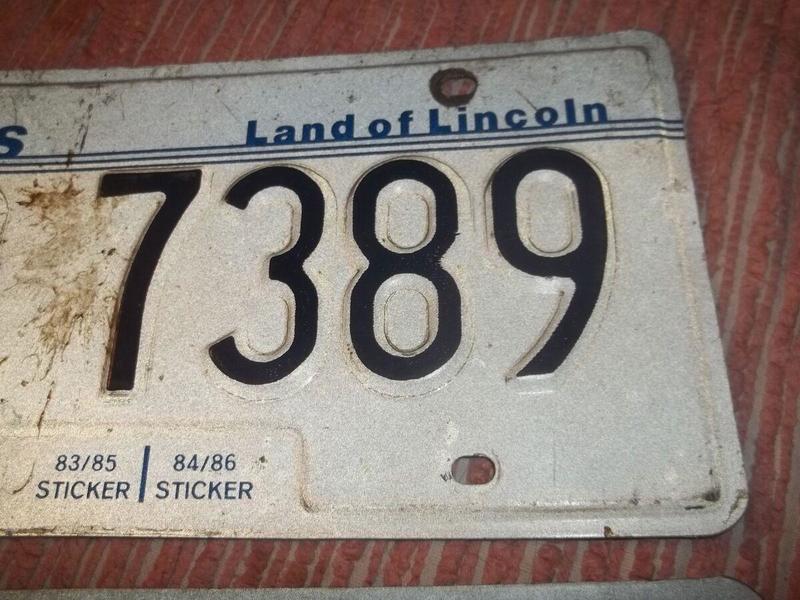 s Land of Lincoln
7389
83/85 | 84/86
STICKER | STICKER